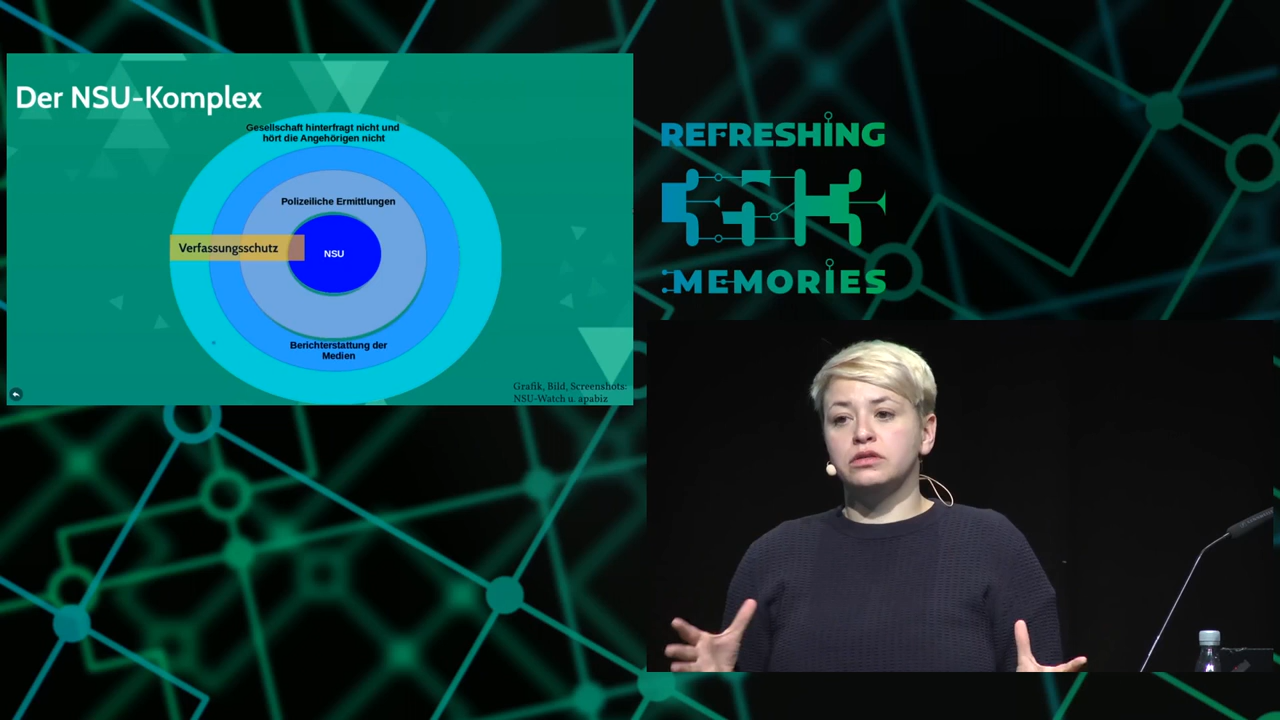 Der NSU-Komplex
Gesellschaft hinterfragt nicht und
hört die Angehörigen nicht
Polizeiliche Ermittlungen
Verfassungsschutz
NSU
Berichterstattung der
Medien
Grafik, Bild, Screenshots:
NSU-Watch u. apabiz
REFRESHING
MEMORIES